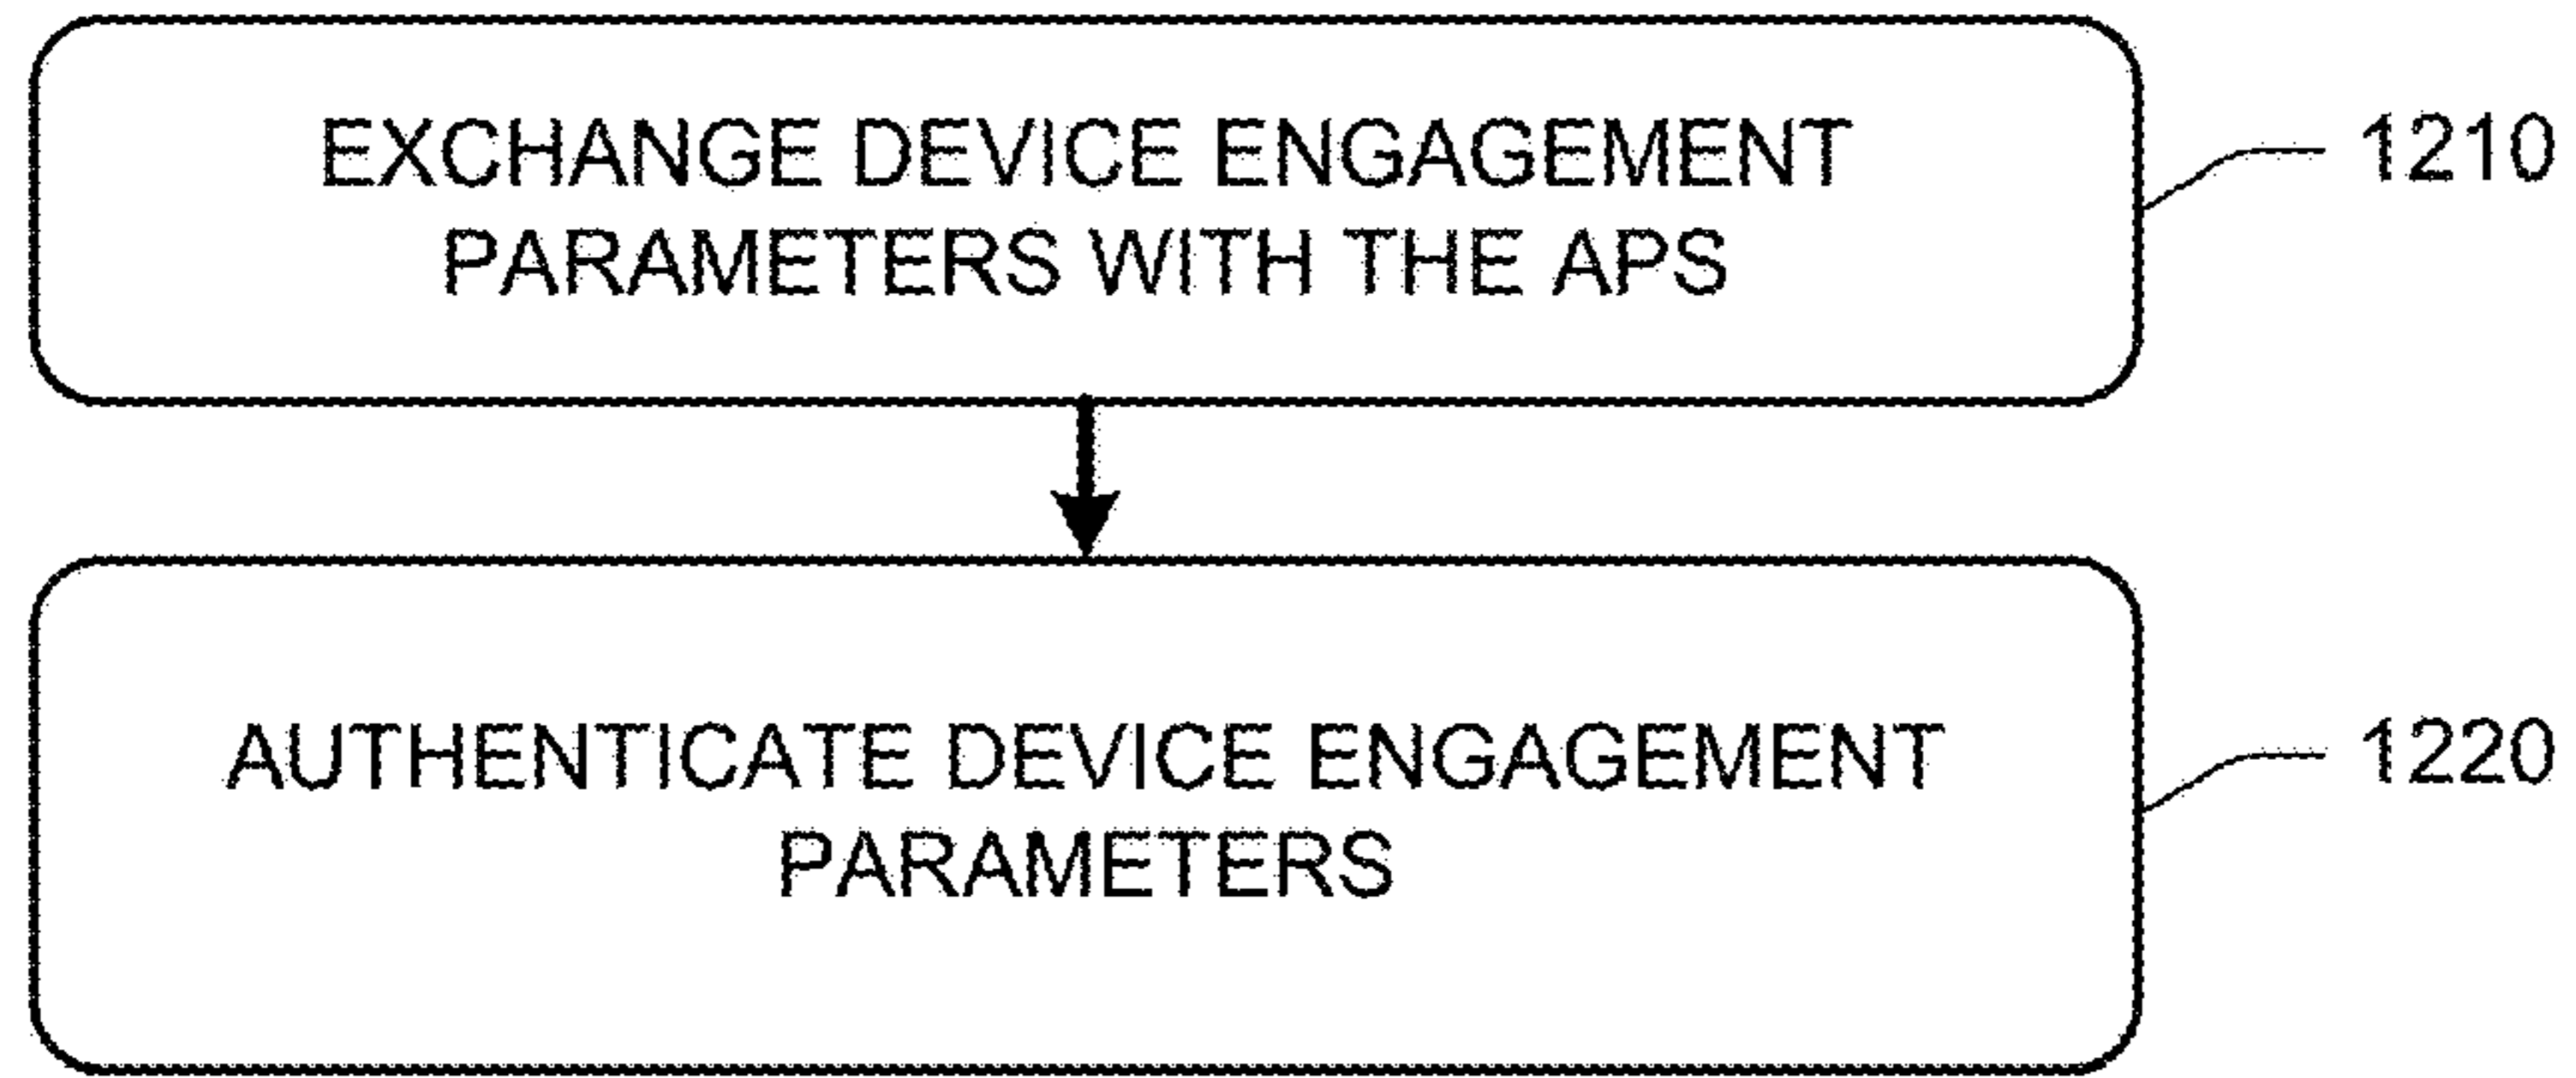 EXCHANGE DEVICE ENGAGEMENT
PARAMETERS WITH THE APS
1210
AUTHENTICATE DEVICE ENGAGEMENT
PARAMETERS
1220